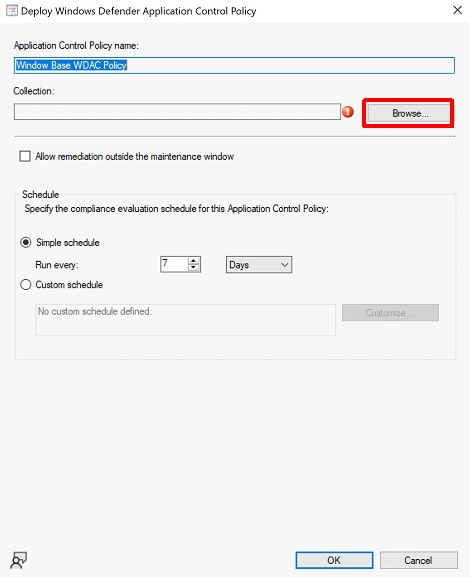 Deploy Windows Defender Application Control Policy
Application Control Policy name:
Window Base WDAC Policy
Collection:
Browse...
Allow remediation outside the maintenance window
Schedule
Specify the compliance evaluation schedule for this Application Control Policy:
Simple schedule
Run every: 7 Days
Custom schedule
No custom schedule defined. Customize...
OK Cancel